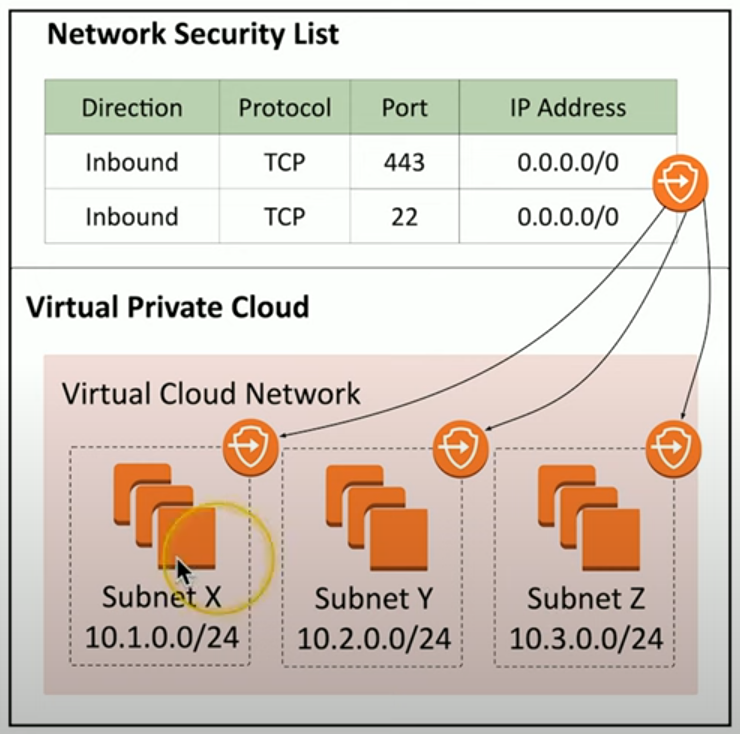 Network Security List
Direction Protocol Port IP Address
Inbound TCP 443 0.0.0.0/0
Inbound TCP 22 0.0.0.0/0
Virtual Private Cloud
Virtual Cloud Network
Subnet X Subnet Y Subnet Z
10.1.0.0/24 10.2.0.0/24 10.3.0.0/24